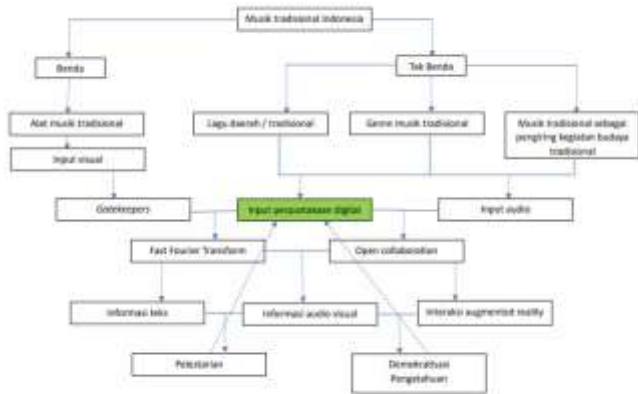 Musik tradisional Indonesia
Benda
Tak Benda
Alat musik tradisional
Lagu daerah / tradisional
Genre musik tradisional
Musik tradisional sebagai
pengiring kegiatan budaya
tradisional
Input visual
Gatekeepers
Input perpustakaan digital
Input audio
Fast Fourier Transform
Open collaboration
Informasi teks
Informasi audio visual
Interaksi augmented reality
Pelestarian
Demokratisasi
Pengetahuan